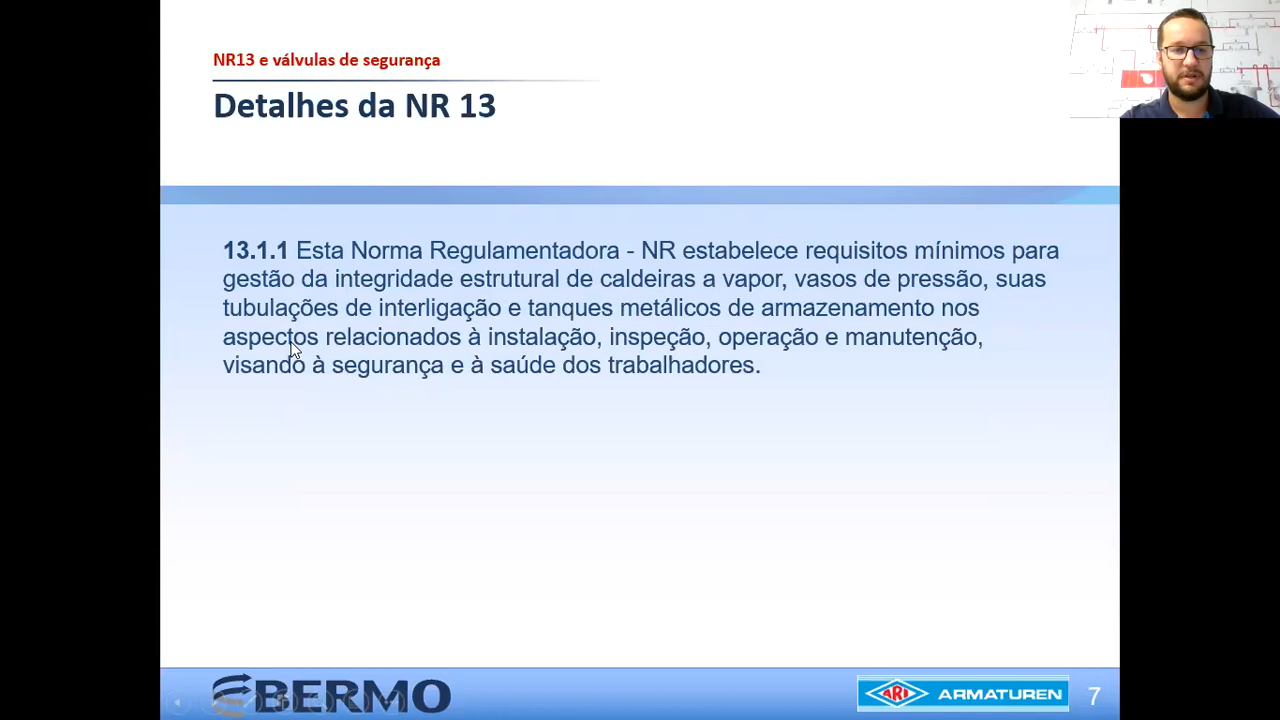 NR13 e válvulas de segurança
Detalhes da NR 13
13.1.1 Esta Norma Regulamentadora - NR estabelece requisitos mínimos para
gestão da integridade estrutural de caldeiras a vapor, vasos de pressão, suas
tubulações de interligação e tanques metálicos de armazenamento nos
aspectos relacionados à instalação, inspeção, operação e manutenção,
visando à segurança e à saúde dos trabalhadores.
BERMO
ARI ARMATUREN
7